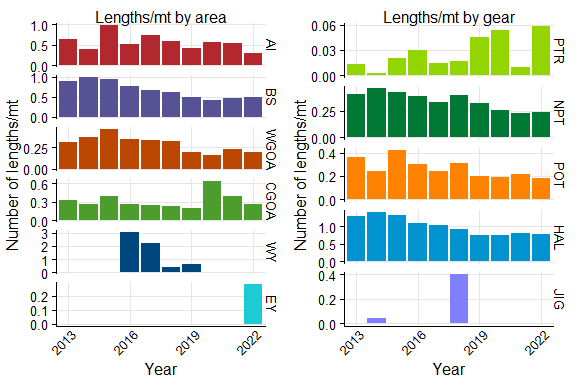 Lengths/mt by area
Number of lengths/mt
1.0
0.5
0.0
AI
1.0
0.5
0.0
BS
0.25
0.00
WGOA
0.6
0.3
0.0
CGOA
3
2
1
0
WY
0.2
0.1
0.0
EY
2013
2016
2019
2022
Year
Lengths/mt by gear
Number of lengths/mt
0.06
0.03
0.00
PTR
0.25
0.00
NPT
0.4
0.2
0.0
POT
1.0
0.5
0.0
HAL
0.4
0.2
0.0
JIG
2013
2016
2019
2022
Year